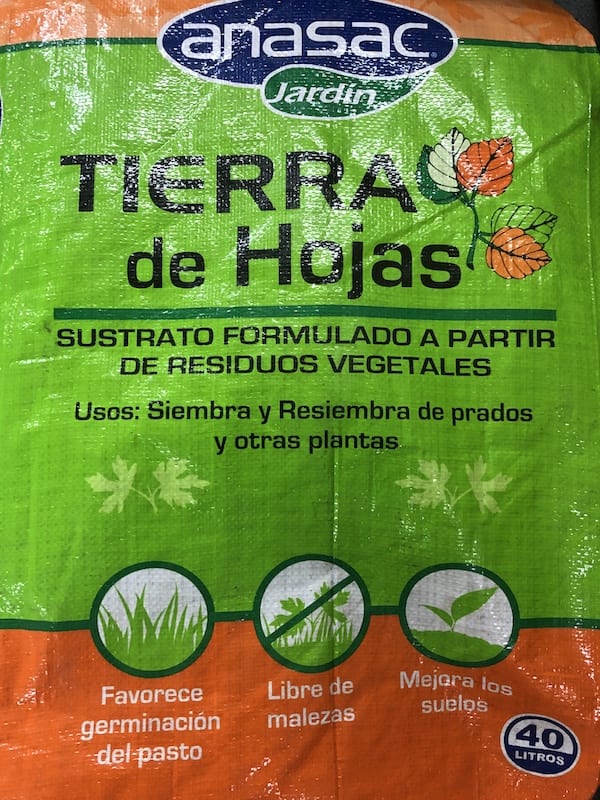 anasac
Jardín
TIERRA
de Hojas
SUSTRATO FORMULADO A PARTIR
DE RESIDUOS VEGETALES
Usos: Siembra y Resiembra de prados
y otras plantas
Favorece
germinación
del pasto
Libre de
malezas
Mejora los
suelos
40
LITROS